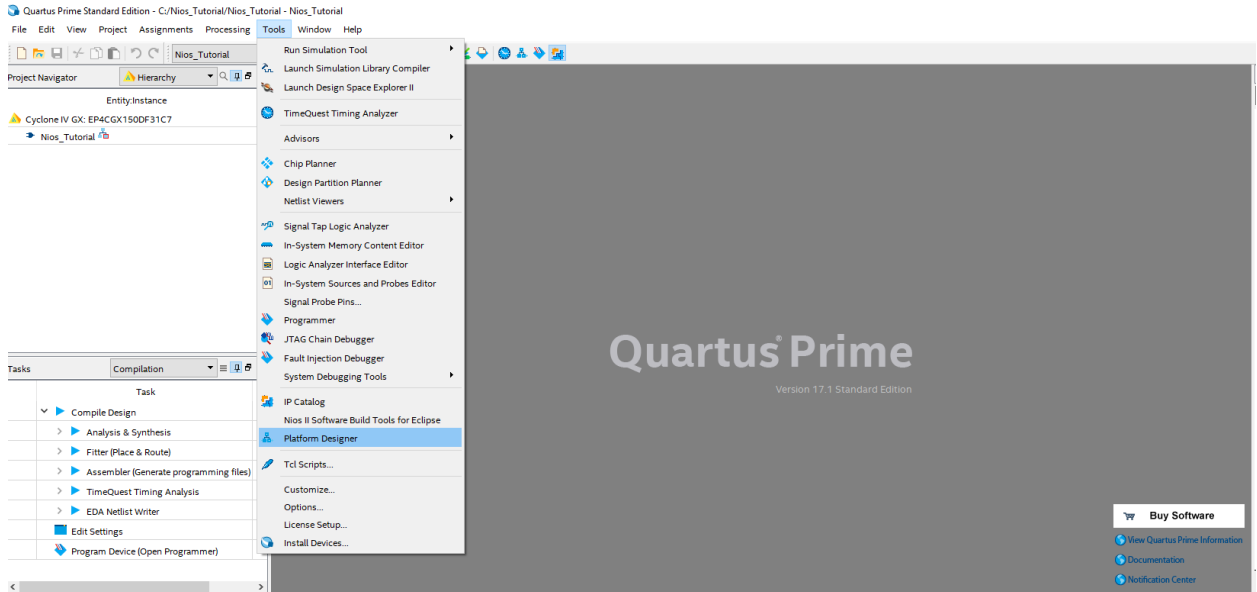 Quartus Prime Standard Edition - C:/Nios_Tutorial/Nios_Tutorial - Nios_Tutorial
File Edit View Project Assignments Processing Tools Window Help
Nios_Tutorial
Project Navigator
Hierarchy
Entity:Instance
Cyclone IV GX: EP4CGX150DF31C7
Nios_Tutorial
Run Simulation Tool
Launch Simulation Library Compiler
Launch Design Space Explorer II
TimeQuest Timing Analyzer
Advisors
Chip Planner
Design Partition Planner
Netlist Viewers
Signal Tap Logic Analyzer
In-System Memory Content Editor
Logic Analyzer Interface Editor
In-System Sources and Probes Editor
Signal Probe Pins...
Programmer
JTAG Chain Debugger
Fault Injection Debugger
System Debugging Tools
IP Catalog
Nios II Software Build Tools for Eclipse
Platform Designer
Tcl Scripts...
Customize...
Options...
License Setup...
Install Devices...
Tasks
Compilation
Task
Compile Design
Analysis & Synthesis
Fitter (Place & Route)
Assembler (Generate programming files)
TimeQuest Timing Analysis
EDA Netlist Writer
Edit Settings
Program Device (Open Programmer)
Quartus® Prime
Version 17.1 Standard Edition
Buy Software
View Quartus Prime Information
Documentation
Notification Center